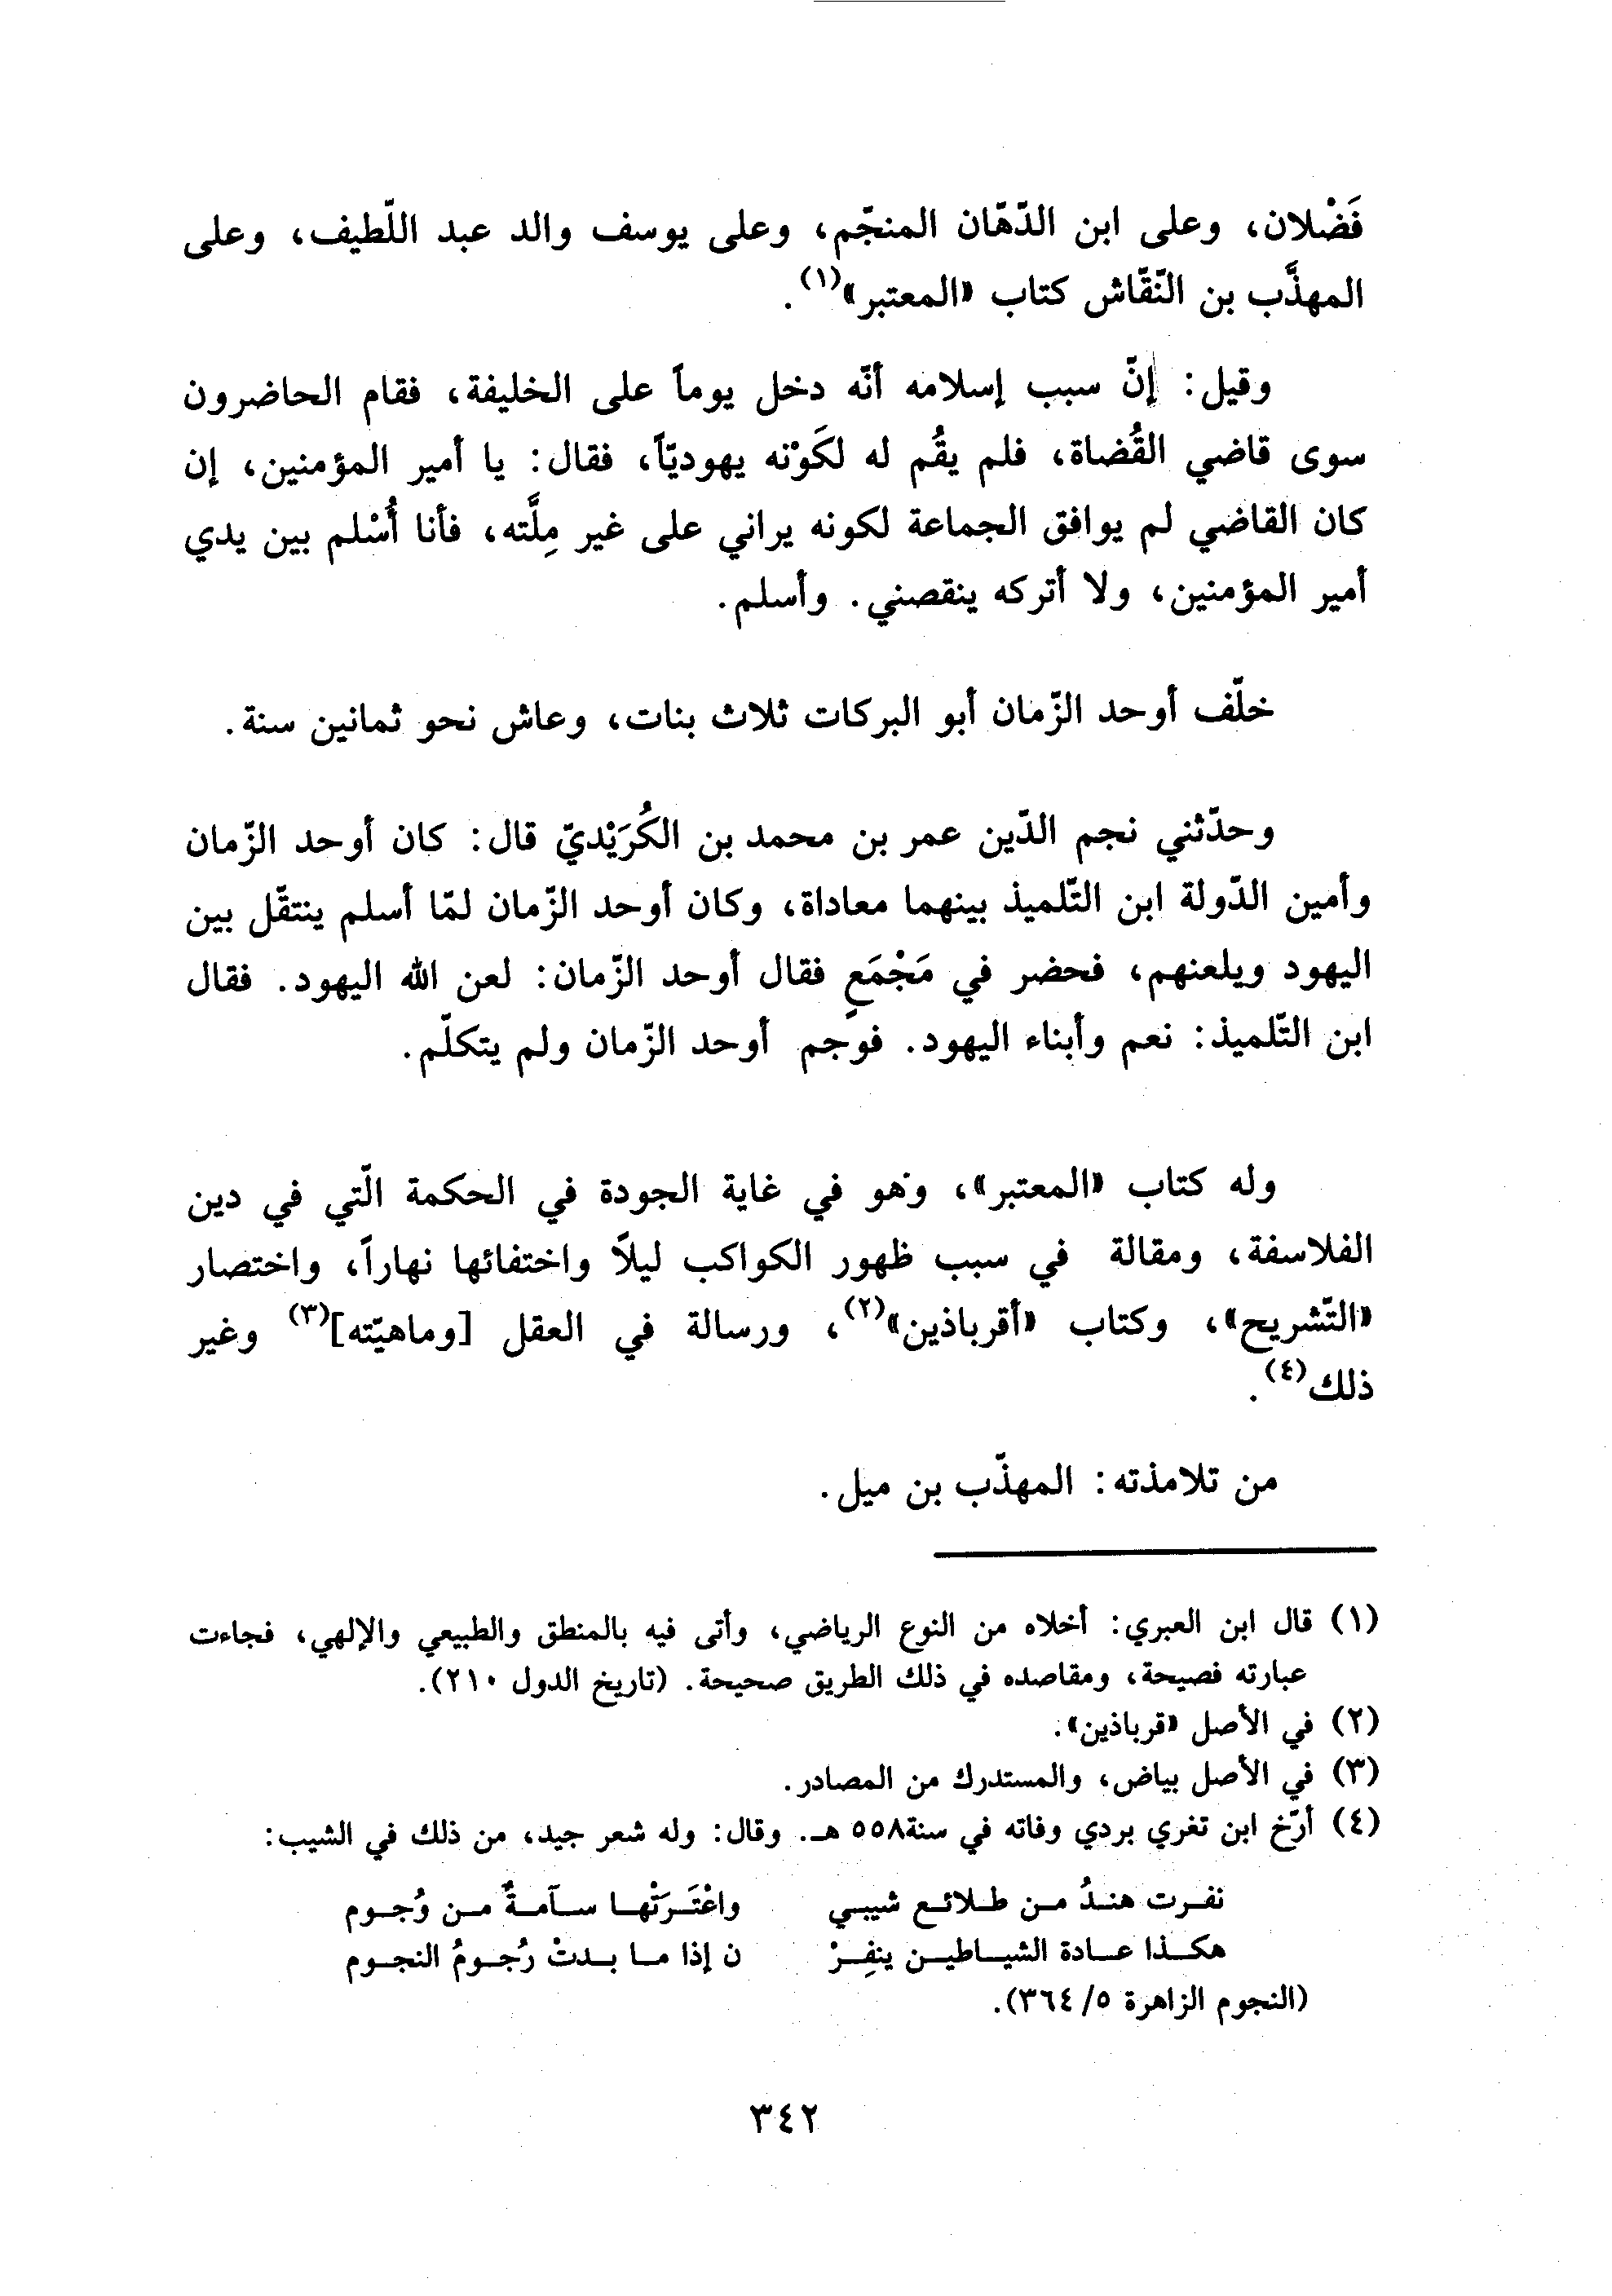 فَضْلان، وعلى ابن الدّهّان المنجّم، وعلى يوسف والد عبد اللّطيف، وعلى
المهذَّب بن النّقّاش كتاب «المعتبر»(١).
وقيل: إنّ سبب إسلامه أنّه دخل يوماً على الخليفة، فقام الحاضرون
سوى قاضي القُضاة، فلم يقُم له لكَوْنه يهوديّاً، فقال: يا أمير المؤمنين، إن
كان القاضي لم يوافق الجماعة لكونه يراني على غير مِلَّته، فأنا أُسْلم بين يدي
أمير المؤمنين، ولا أتركه ينقصني. وأسلم.
خلّف أوحد الزّمان أبو البركات ثلاث بنات، وعاش نحو ثمانين سنة.
وحدّثني نجم الدّين عمر بن محمد بن الكُرَيْديّ قال: كان أوحد الزّمان
وأمين الدّولة ابن التّلميذ بينهما معاداة، وكان أوحد الزّمان لمّا أسلم ينتقّل بين
اليهود ويلعنهم، فحضر في مَجْمَعٍ فقال أوحد الزّمان: لعن الله اليهود. فقال
ابن التّلميذ: نعم وأبناء اليهود. فوجم أوحد الزّمان ولم يتكلّم.
وله كتاب «المعتبر»، وهو في غاية الجودة في الحكمة الّتي في دين
الفلاسفة، ومقالة في سبب ظهور الكواكب ليلاً واختفائها نهاراً، واختصار
«التّشريح»، وكتاب «أقرباذين»(٢)، ورسالة في العقل [وماهيّته](٣) وغير
ذلك(٤).
من تلامذته: المهذّب بن ميل.
(١) قال ابن العبري: أخلاه من النوع الرياضي، وأتى فيه بالمنطق والطبيعي والإلهي، فجاءت
عبارته فصيحة، ومقاصده في ذلك الطريق صحيحة. (تاريخ الدول ٢١٠).
(٢) في الأصل «قرباذين».
(٣) في الأصل بياض، والمستدرك من المصادر.
(٤) أرّخ ابن تغري بردي وفاته في سنة٥٥٨ هـ. وقال: وله شعر جيد، من ذلك في الشيب:
نفرت هندُ من طلائع شيبي واعْتَرَتْها سآمةٌ من وُجوم
هكذا عادة الشياطين ينفِرْ ن إذا ما بدتْ رُجومُ النجوم
(النجوم الزاهرة ٥/ ٣٦٤).
٣٤٢